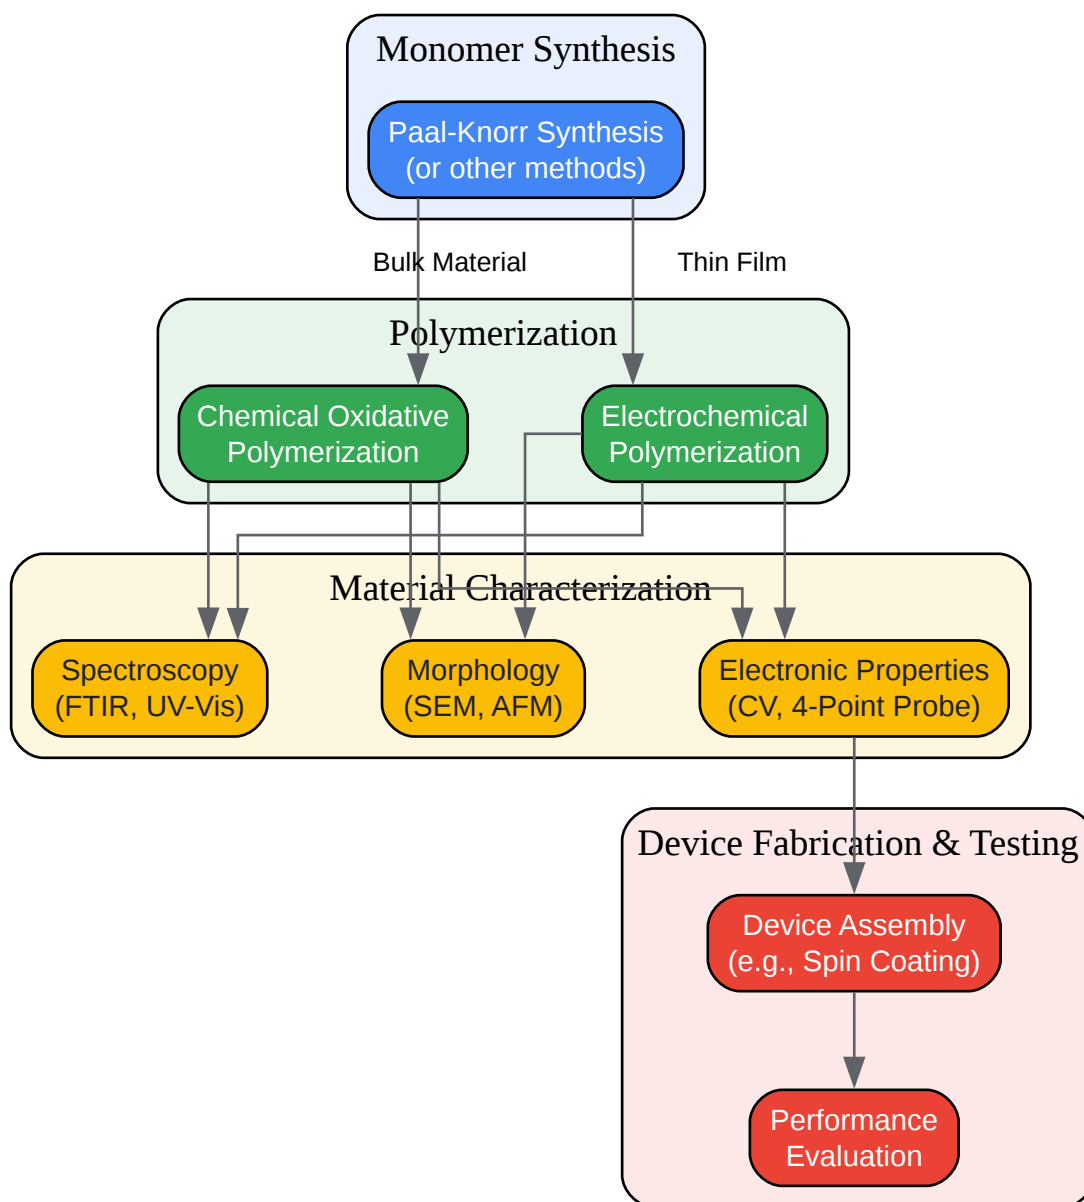 Monomer Synthesis
Paal-Knorr Synthesis
(or other methods)
Bulk Material
Thin Film
Polymerization
Chemical Oxidative
Polymerization
Electrochemical
Polymerization
Material Characterization
Spectroscopy
(FTIR, UV-Vis)
Morphology
(SEM, AFM)
Electronic Properties
(CV, 4-Point Probe)
Device Fabrication & Testing
Device Assembly
(e.g., Spin Coating)
Performance
Evaluation